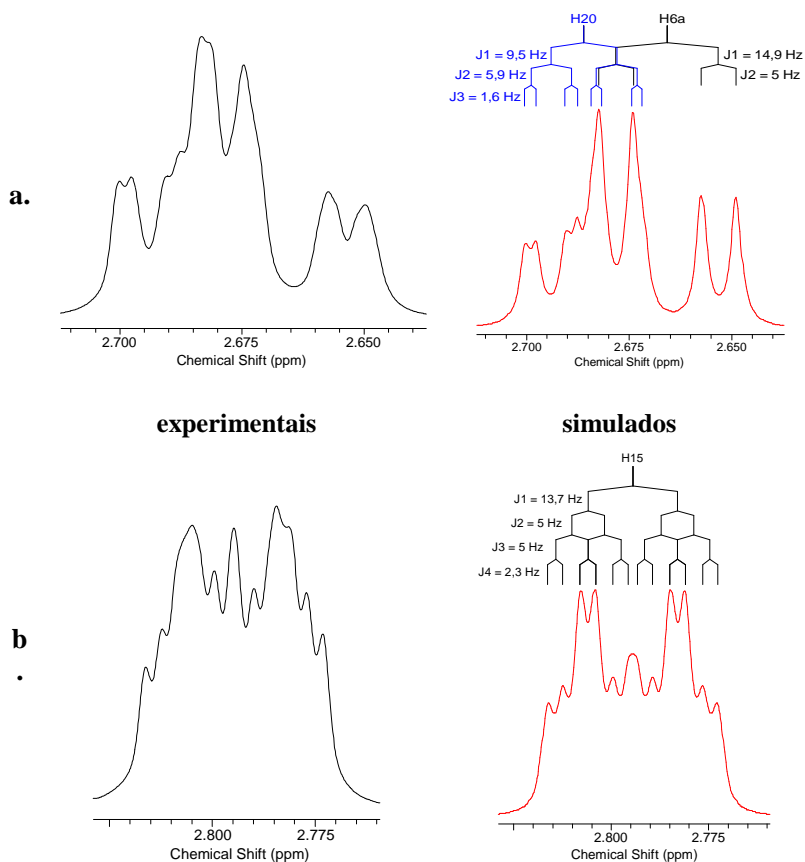 a.
H20 H6a
J1 = 9,5 Hz J1 = 14,9 Hz
J2 = 5,9 Hz J2 = 5 Hz
J3 = 1,6 Hz
2.700 2.675 2.650
Chemical Shift (ppm)
2.700 2.675 2.650
Chemical Shift (ppm)
experimentais simulados
b
.
H15
J1 = 13,7 Hz
J2 = 5 Hz
J3 = 5 Hz
J4 = 2,3 Hz
2.800 2.775
Chemical Shift (ppm)
2.800 2.775
Chemical Shift (ppm)